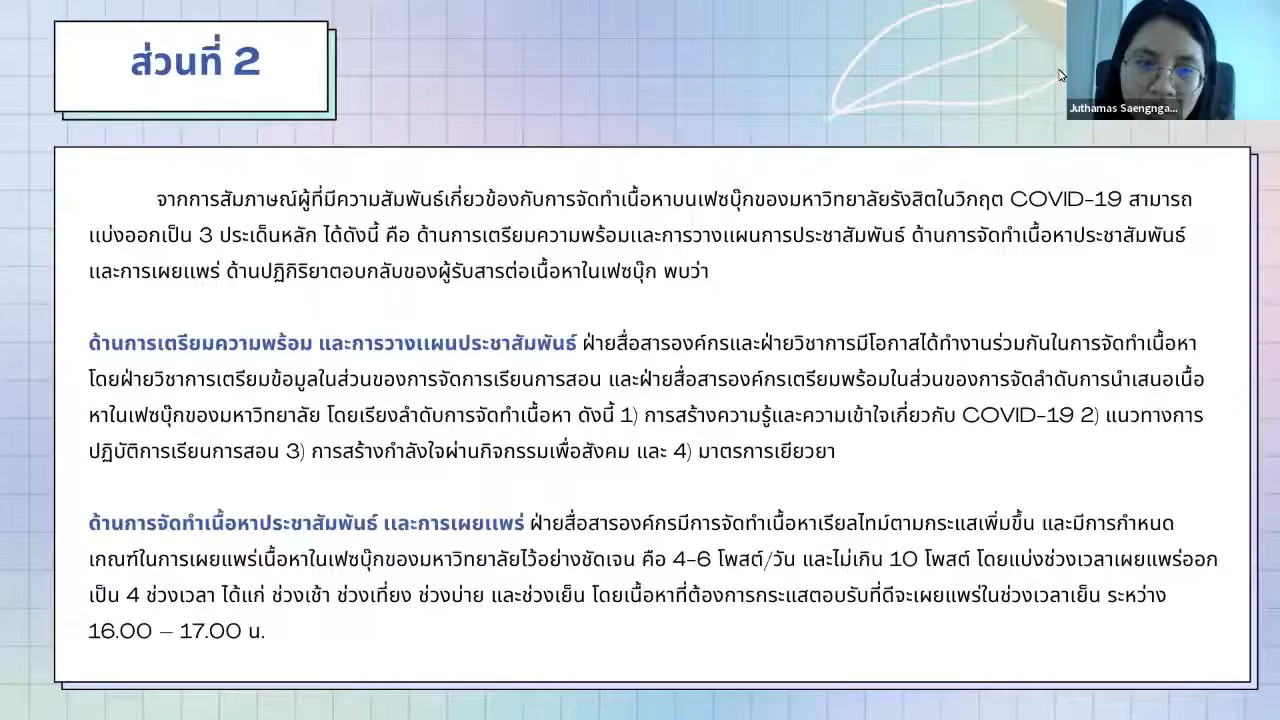 ส่วนที่ 2
Juthamas Saengnga...
จากการสัมภาษณ์ผู้ที่มีความสัมพันธ์เกี่ยวข้องกับการจัดทำเนื้อหาบนเฟซบุ๊กของมหาวิทยาลัยรังสิตในวิกฤต COVID-19 สามารถ
แบ่งออกเป็น 3 ประเด็นหลัก ได้ดังนี้ คือ ด้านการเตรียมความพร้อมและการวางแผนการประชาสัมพันธ์ ด้านการจัดทำเนื้อหาประชาสัมพันธ์
และการเผยแพร่ ด้านปฏิกิริยาตอบกลับของผู้รับสารต่อเนื้อหาในเฟซบุ๊ก พบว่า
ด้านการเตรียมความพร้อม และการวางแผนประชาสัมพันธ์ ฝ่ายสื่อสารองค์กรและฝ่ายวิชาการมีโอกาสได้ทำงานร่วมกันในการจัดทำเนื้อหา
โดยฝ่ายวิชาการเตรียมข้อมูลในส่วนของการจัดการเรียนการสอน และฝ่ายสื่อสารองค์กรเตรียมพร้อมในส่วนของการจัดลำดับการนำเสนอเนื้อ
หาในเฟซบุ๊กของมหาวิทยาลัย โดยเรียงลำดับการจัดทำเนื้อหา ดังนี้ 1) การสร้างความรู้และความเข้าใจเกี่ยวกับ COVID-19 2) แนวทางการ
ปฏิบัติการเรียนการสอน 3) การสร้างกำลังใจผ่านกิจกรรมเพื่อสังคม และ 4) มาตรการเยียวยา
ด้านการจัดทำเนื้อหาประชาสัมพันธ์ และการเผยแพร่ ฝ่ายสื่อสารองค์กรมีการจัดทำเนื้อหาเรียลไทม์ตามกระแสเพิ่มขึ้น และมีการกำหนด
เกณฑ์ในการเผยแพร่เนื้อหาในเฟซบุ๊กของมหาวิทยาลัยไว้อย่างชัดเจน คือ 4-6 โพสต์/วัน และไม่เกิน 10 โพสต์ โดยแบ่งช่วงเวลาเผยแพร่ออก
เป็น 4 ช่วงเวลา ได้แก่ ช่วงเช้า ช่วงเที่ยง ช่วงบ่าย และช่วงเย็น โดยเนื้อหาที่ต้องการกระแสตอบรับที่ดีจะเผยแพร่ในช่วงเวลาเย็น ระหว่าง
16.00 – 17.00 น.